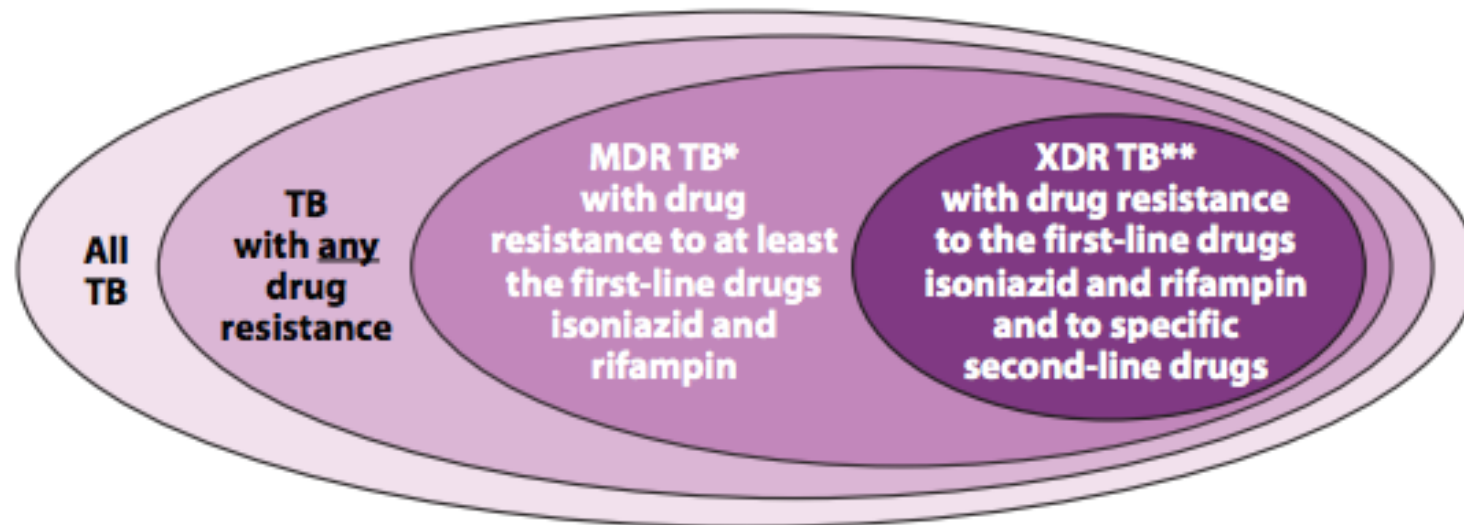 All
TB
TB
with any
drug
resistance
MDR TB*
with drug
resistance to at least
the first-line drugs
isoniazid and
rifampin
XDR TB**
with drug resistance
to the first-line drugs
isoniazid and rifampin
and to specific
second-line drugs